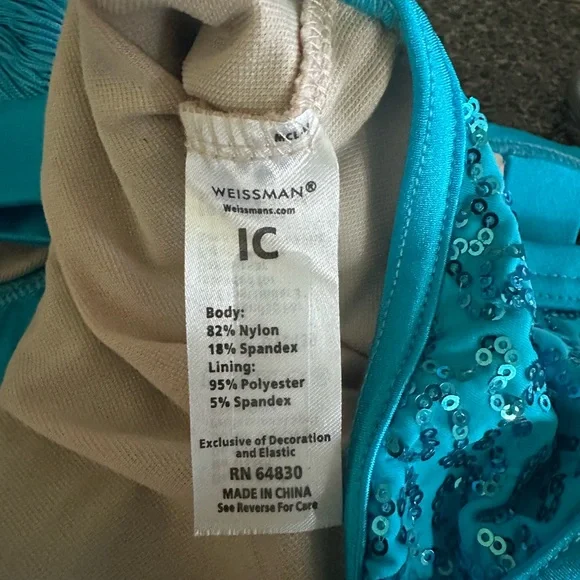 WEISSMAN®
Weissmans.com
IC
Body:
82% Nylon
18% Spandex
Lining:
95% Polyester
5% Spandex
Exclusive of Decoration
and Elastic
RN 64830
MADE IN CHINA
See Reverse For Care